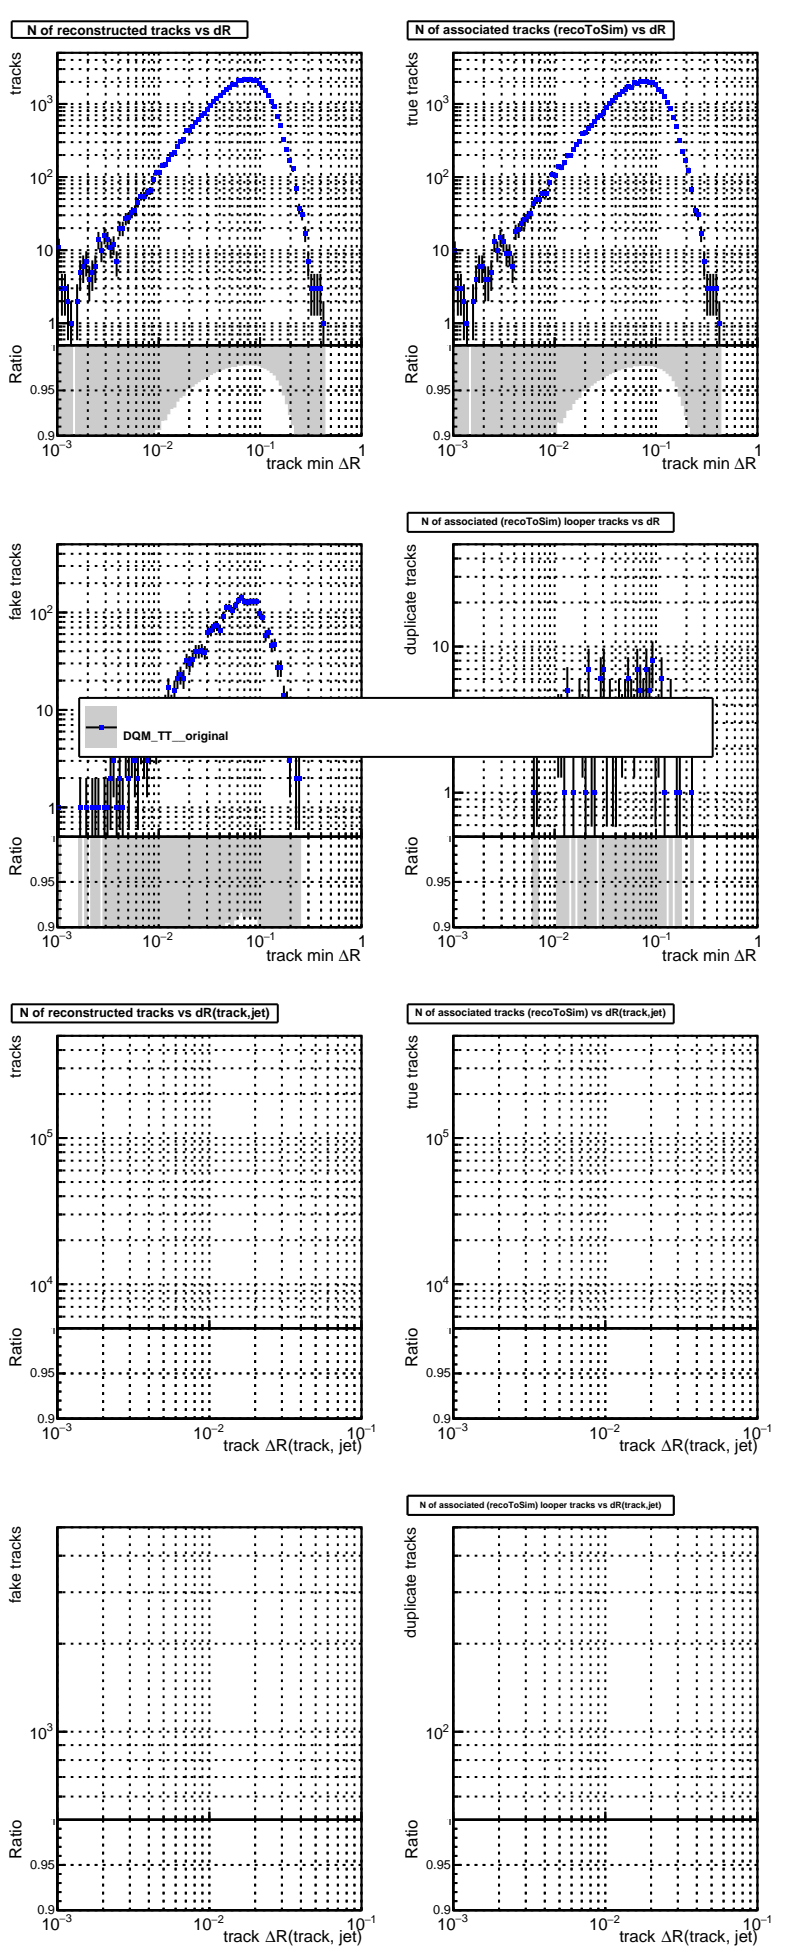 N of reconstructed tracks vs dR
tracks
10³
10²
10
1
Ratio
1
0.95
0.9
10⁻³
10⁻²
10⁻¹
1
track min ΔR
N of associated tracks (recoToSim) vs dR
true tracks
10³
10²
10
1
Ratio
1
0.95
0.9
10⁻³
10⁻²
10⁻¹
1
track min ΔR
fake tracks
10²
10
1
Ratio
1
0.95
0.9
10⁻³
10⁻²
10⁻¹
1
track min ΔR
N of associated (recoToSim) looper tracks vs dR
duplicate tracks
10
1
Ratio
1
0.95
0.9
10⁻³
10⁻²
10⁻¹
1
track min ΔR
DQM_TT__original
N of reconstructed tracks vs dR(track,jet)
tracks
10⁵
10⁴
Ratio
1
0.95
0.9
10⁻³
10⁻²
10⁻¹
track ΔR(track, jet)
N of associated tracks (recoToSim) vs dR(track,jet)
true tracks
10⁵
10⁴
Ratio
1
0.95
0.9
10⁻³
10⁻²
10⁻¹
track ΔR(track, jet)
fake tracks
10³
Ratio
1
0.95
0.9
10⁻³
10⁻²
10⁻¹
track ΔR(track, jet)
N of associated (recoToSim) looper tracks vs dR(track,jet)
duplicate tracks
10²
Ratio
1
0.95
0.9
10⁻³
10⁻²
10⁻¹
track ΔR(track, jet)